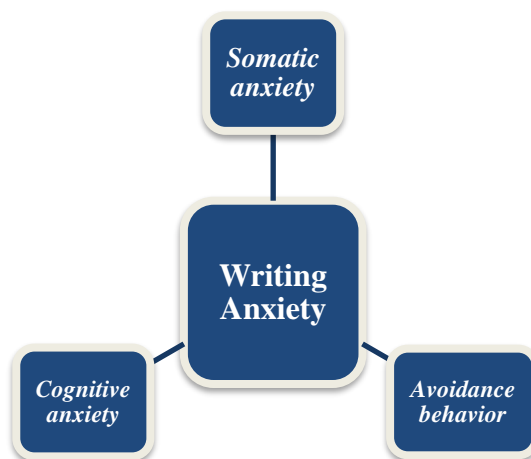 Somatic
anxiety
Writing
Anxiety
Cognitive
anxiety
Avoidance
behavior